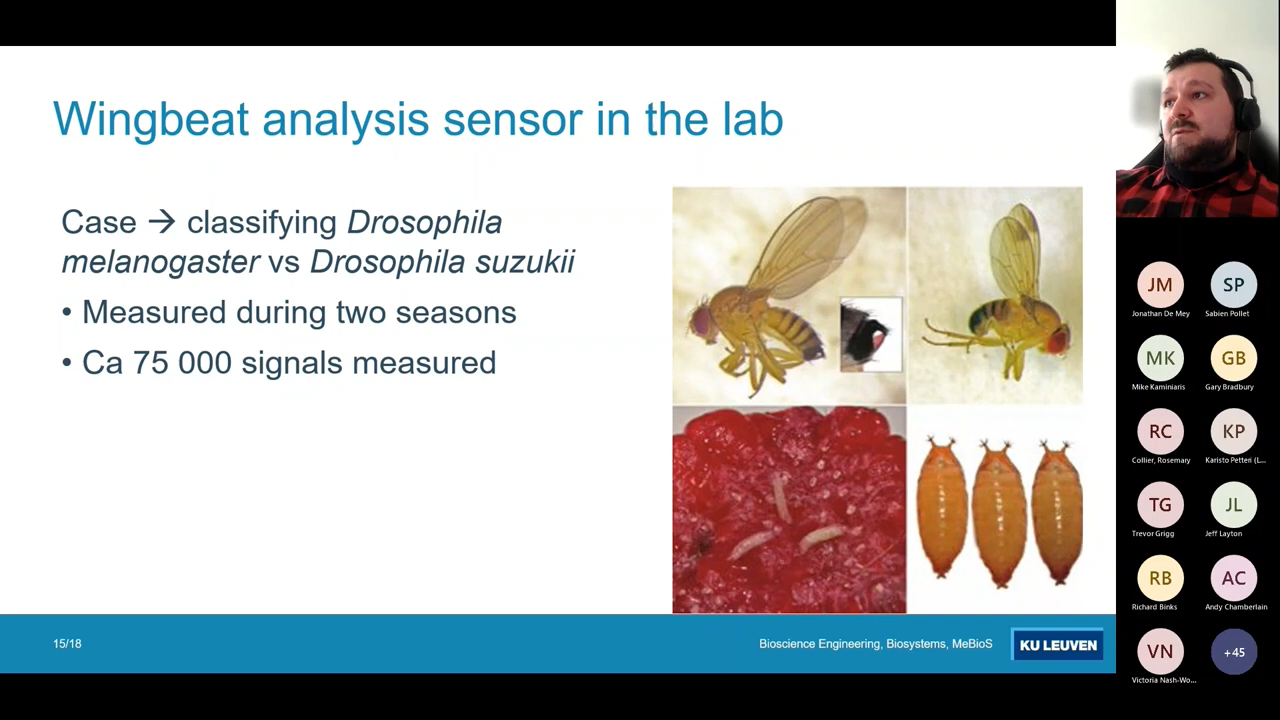 Wingbeat analysis sensor in the lab
Case → classifying Drosophila
melanogaster vs Drosophila suzukii
• Measured during two seasons
• Ca 75 000 signals measured
15/18
Bioscience Engineering, Biosystems, MeBioS
KU LEUVEN
JM
Jonathan De Mey
SP
Sabien Pollet
MK
Mike Kaminiaris
GB
Gary Bradbury
RC
Collier, Rosemary
KP
Karisto Petteri (L...
TG
Trevor Grigg
JL
Jeff Layton
RB
Richard Binks
AC
Andy Chamberlain
VN
Victoria Nash-Wo...
+45